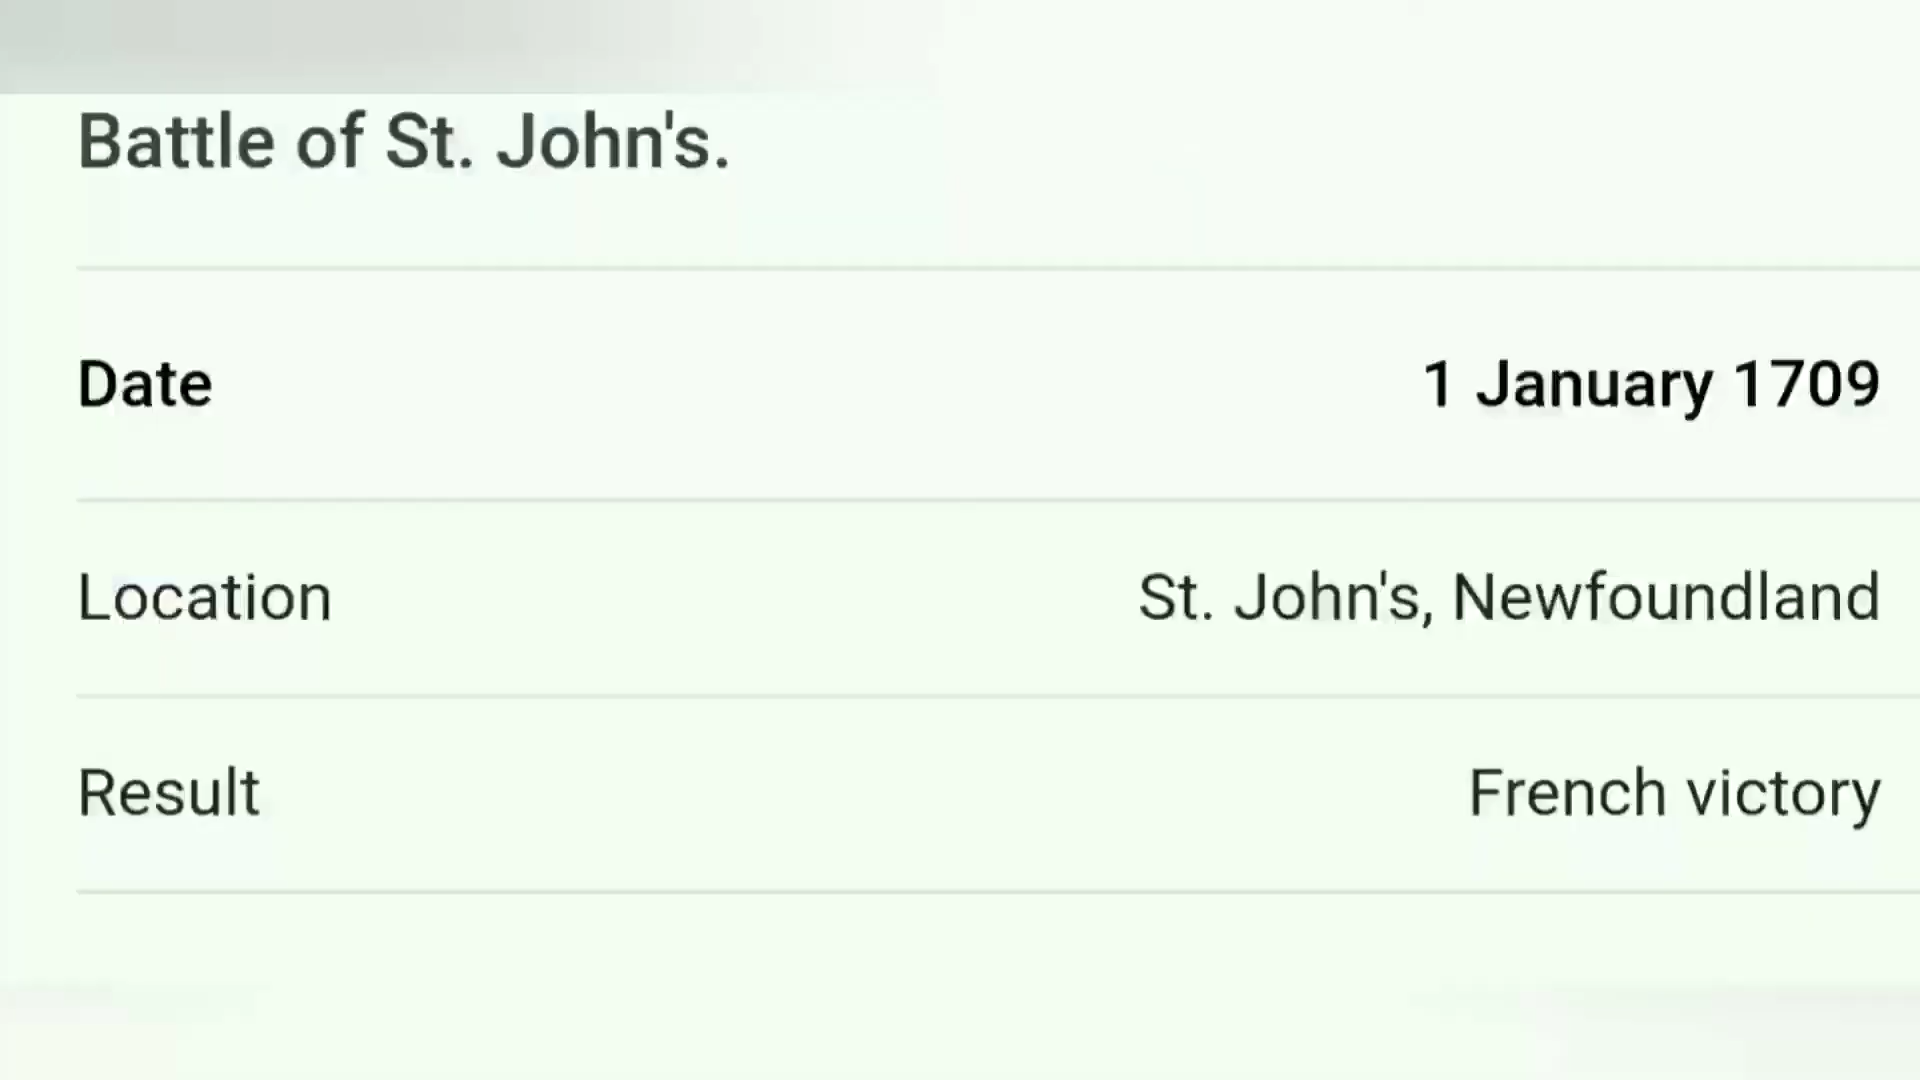 Battle of St. John's.
Date 1 January 1709
Location St. John's, Newfoundland
Result French victory